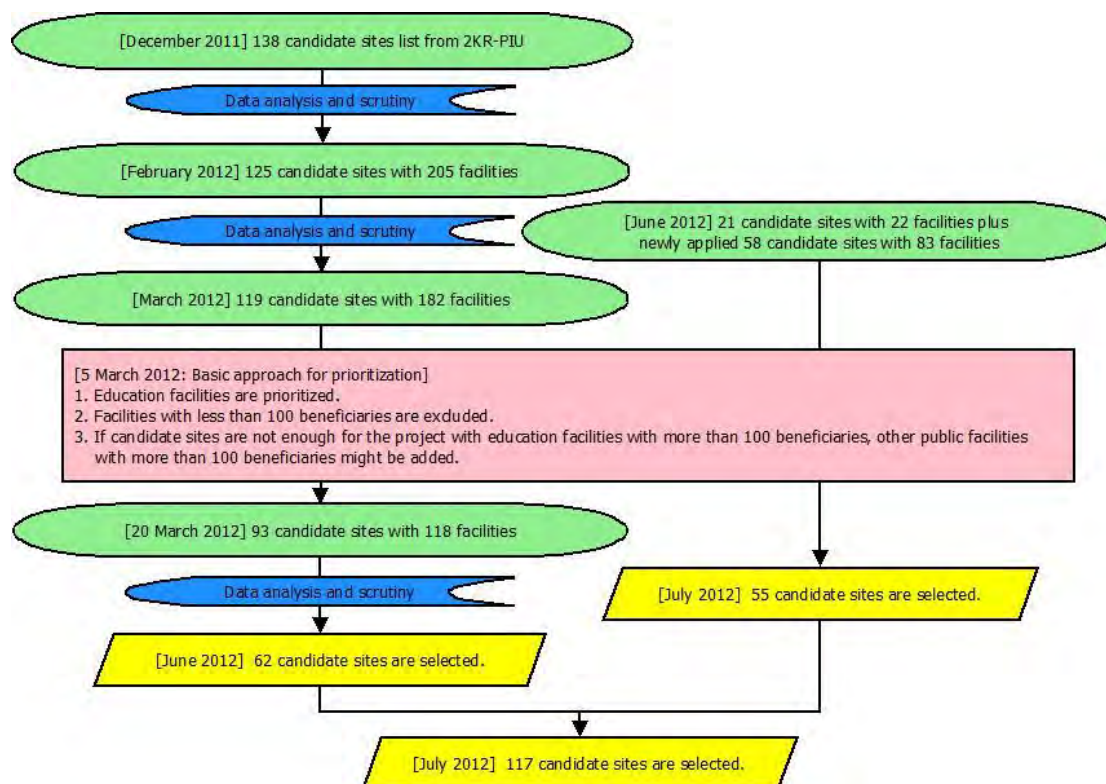 [December 2011] 138 candidate sites list from 2KR-PIU
Data analysis and scrutiny
[February 2012] 125 candidate sites with 205 facilities
Data analysis and scrutiny
[June 2012] 21 candidate sites with 22 facilities plus
newly applied 58 candidate sites with 83 facilities
[March 2012] 119 candidate sites with 182 facilities
[5 March 2012: Basic approach for prioritization]
1. Education facilities are prioritized.
2. Facilities with less than 100 beneficiaries are excluded.
3. If candidate sites are not enough for the project with education facilities with more than 100 beneficiaries, other public facilities
with more than 100 beneficiaries might be added.
[20 March 2012] 93 candidate sites with 118 facilities
Data analysis and scrutiny
[July 2012] 55 candidate sites are selected.
[June 2012] 62 candidate sites are selected.
[July 2012] 117 candidate sites are selected.